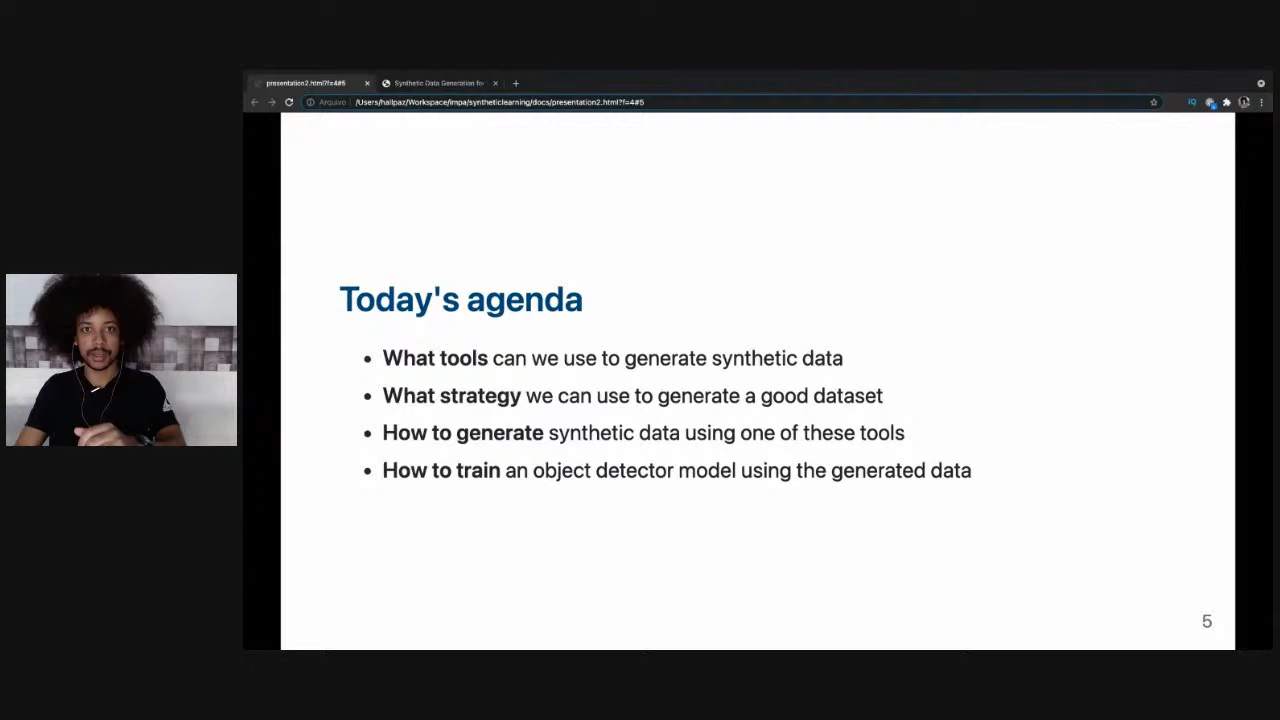 presentation2.html?f=4#5
Synthetic Data Generation for
Arquivo
/Users/hallpaz/Workspace/impa/syntheticlearning/docs/presentation2.html?f=4#5
Today's agenda
• What tools can we use to generate synthetic data
• What strategy we can use to generate a good dataset
• How to generate synthetic data using one of these tools
• How to train an object detector model using the generated data
5